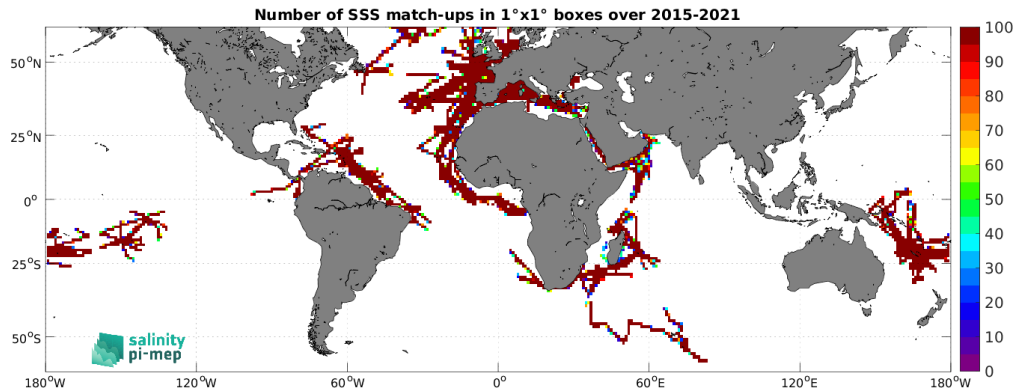 Number of SSS match-ups in 1°x1° boxes over 2015-2021
50°N
25°N
0°
25°S
50°S
180°W
120°W
60°W
0°
60°E
120°E
180°W
100
90
80
70
60
50
40
30
20
10
0
salinity
pi-mep